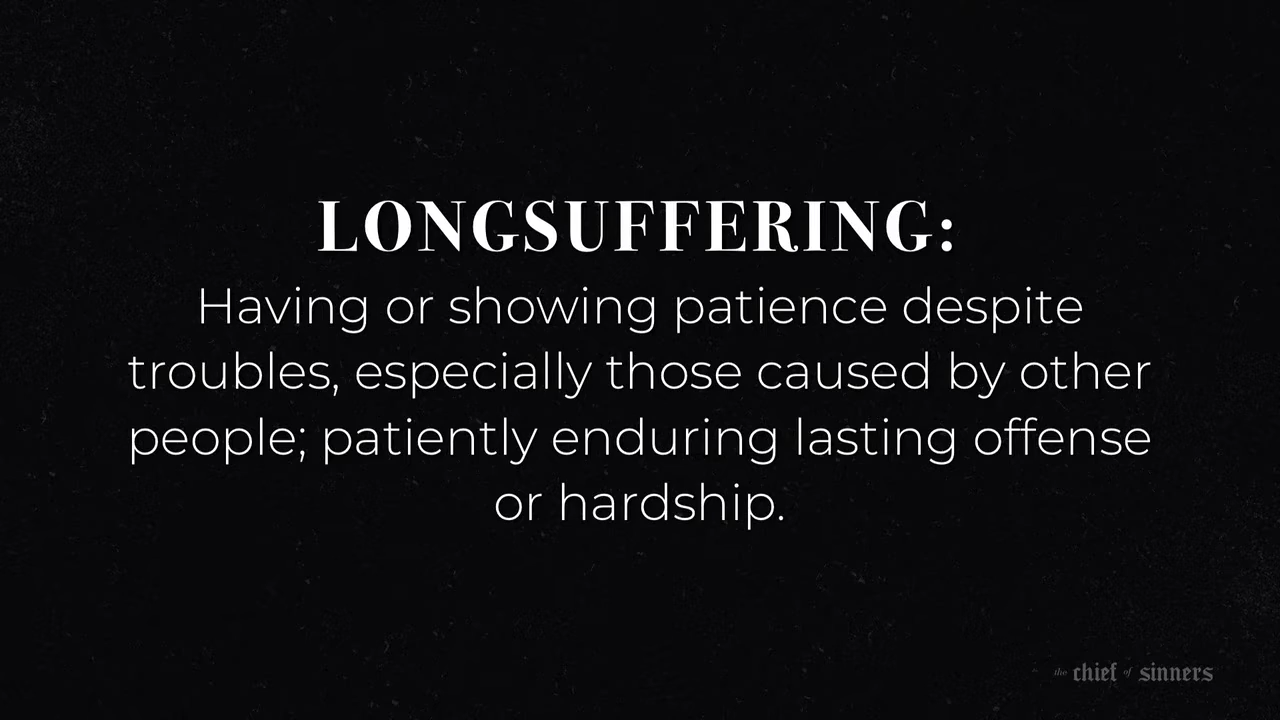 LONGSUFFERING:
Having or showing patience despite
troubles, especially those caused by other
people; patiently enduring lasting offense
or hardship.
the chief of sinners